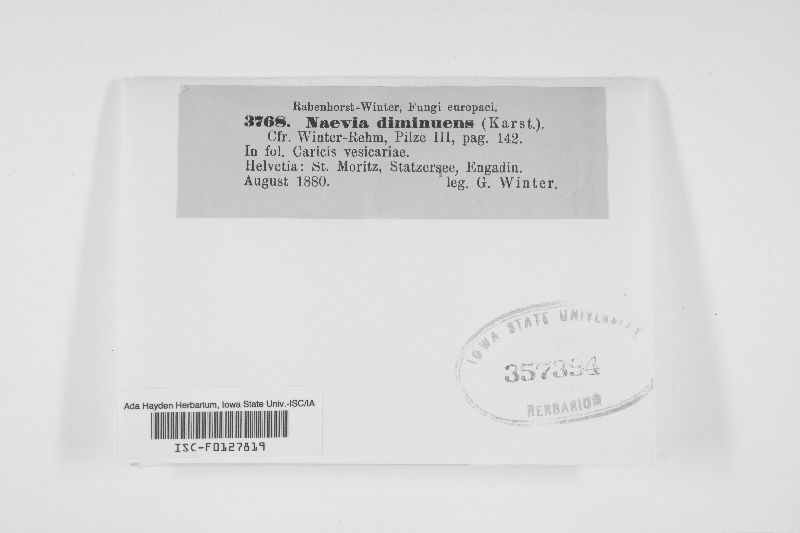 Rabenhorst-Winter, Fungi europaei.
3768. Naevia diminuens (Karst.).
Cfr. Winter-Rehm, Pilze III, pag. 142.
In fol. Caricis vesicariae.
Helvetia: St. Moritz, Statzersee, Engadin.
August 1880. leg. G. Winter.
IOWA STATE UNIVERSITY
357394
HERBARIUM
Ada Hayden Herbarium, Iowa State Univ.-ISC/IA
ISC-F0127819